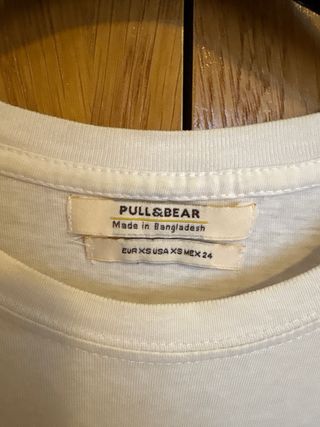 PULL&BEAR
Made in Bangladesh
EUR XS USA XS MEX 24